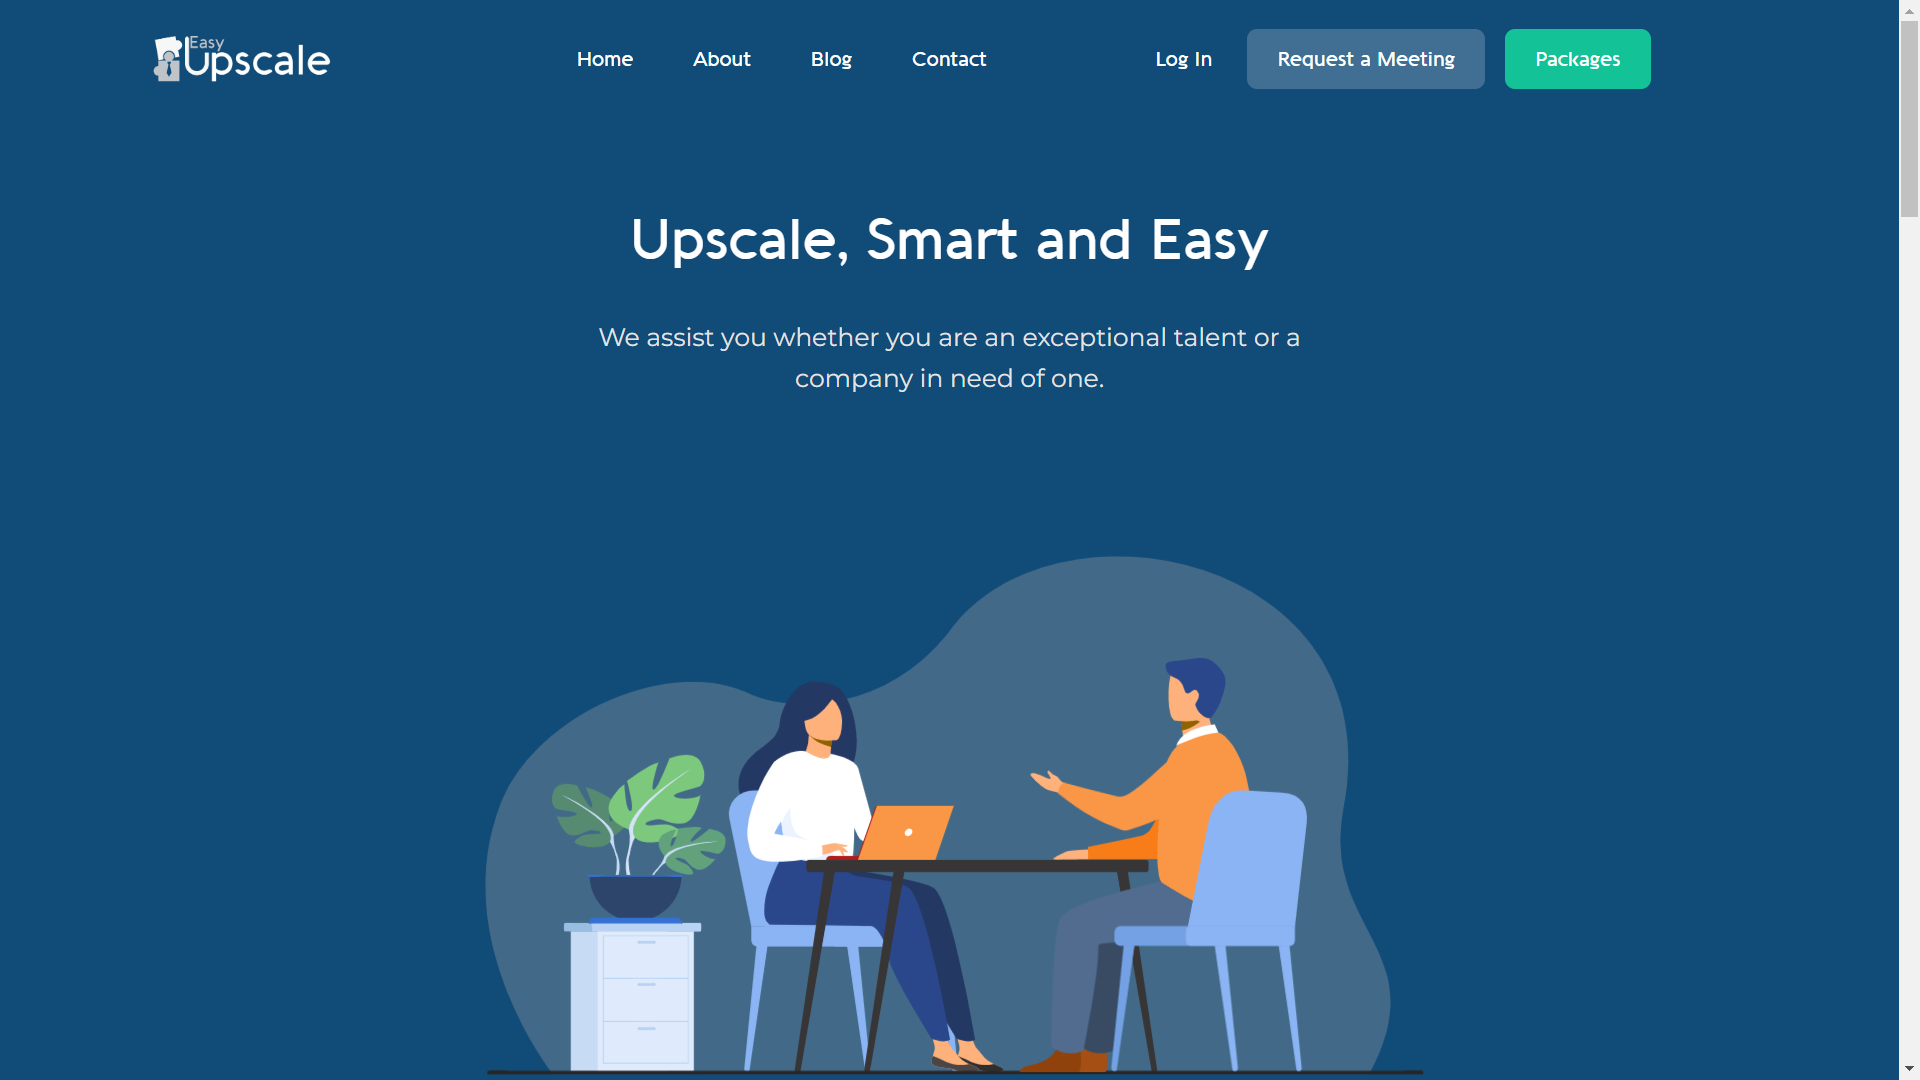 Easy
Upscale
Home About Blog Contact Log In Request a Meeting Packages
Upscale, Smart and Easy
We assist you whether you are an exceptional talent or a
company in need of one.